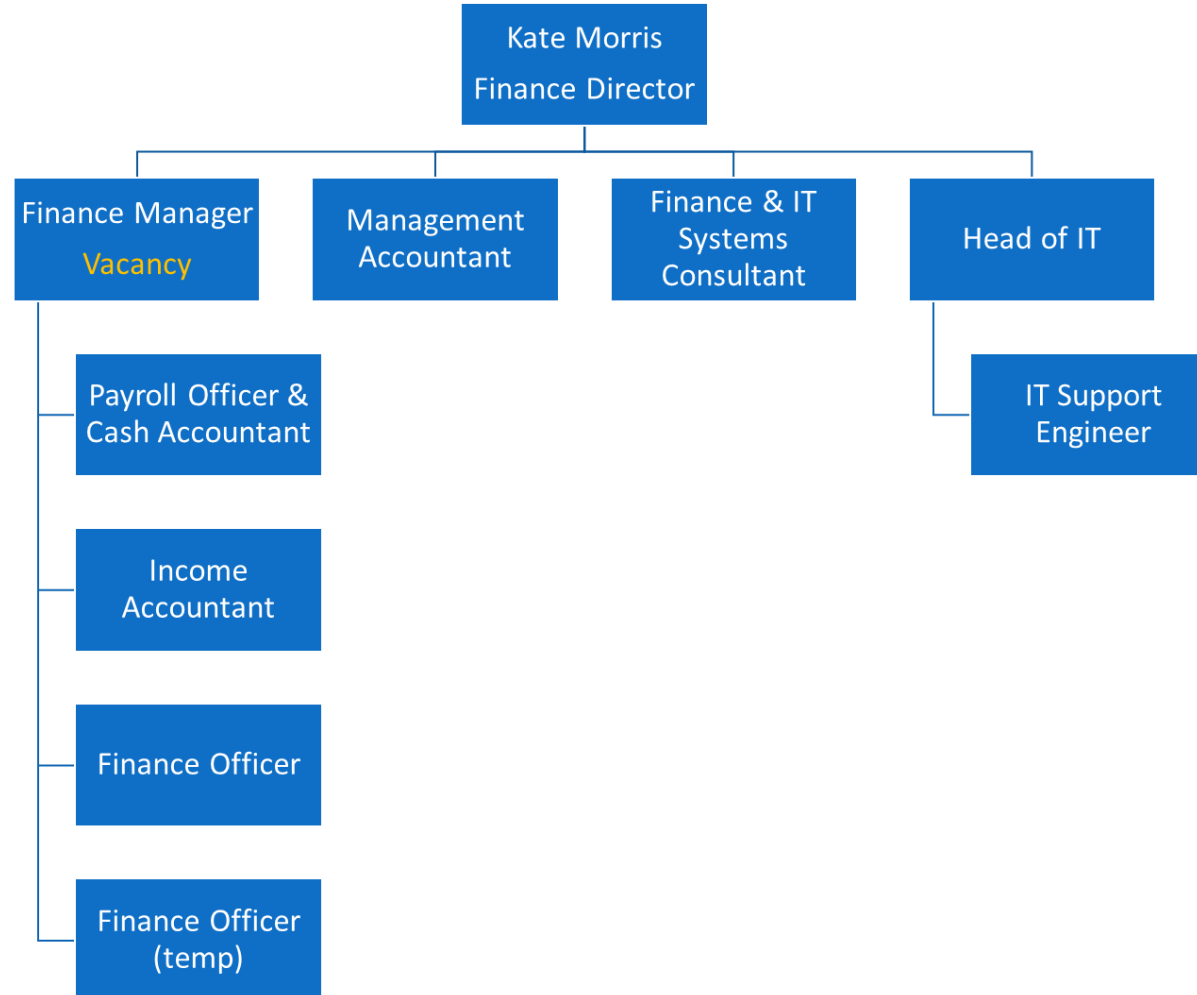 Kate Morris
Finance Director
Finance Manager
Vacancy
Management
Accountant
Finance & IT
Systems
Consultant
Head of IT
Payroll Officer &
Cash Accountant
IT Support
Engineer
Income
Accountant
Finance Officer
Finance Officer
(temp)